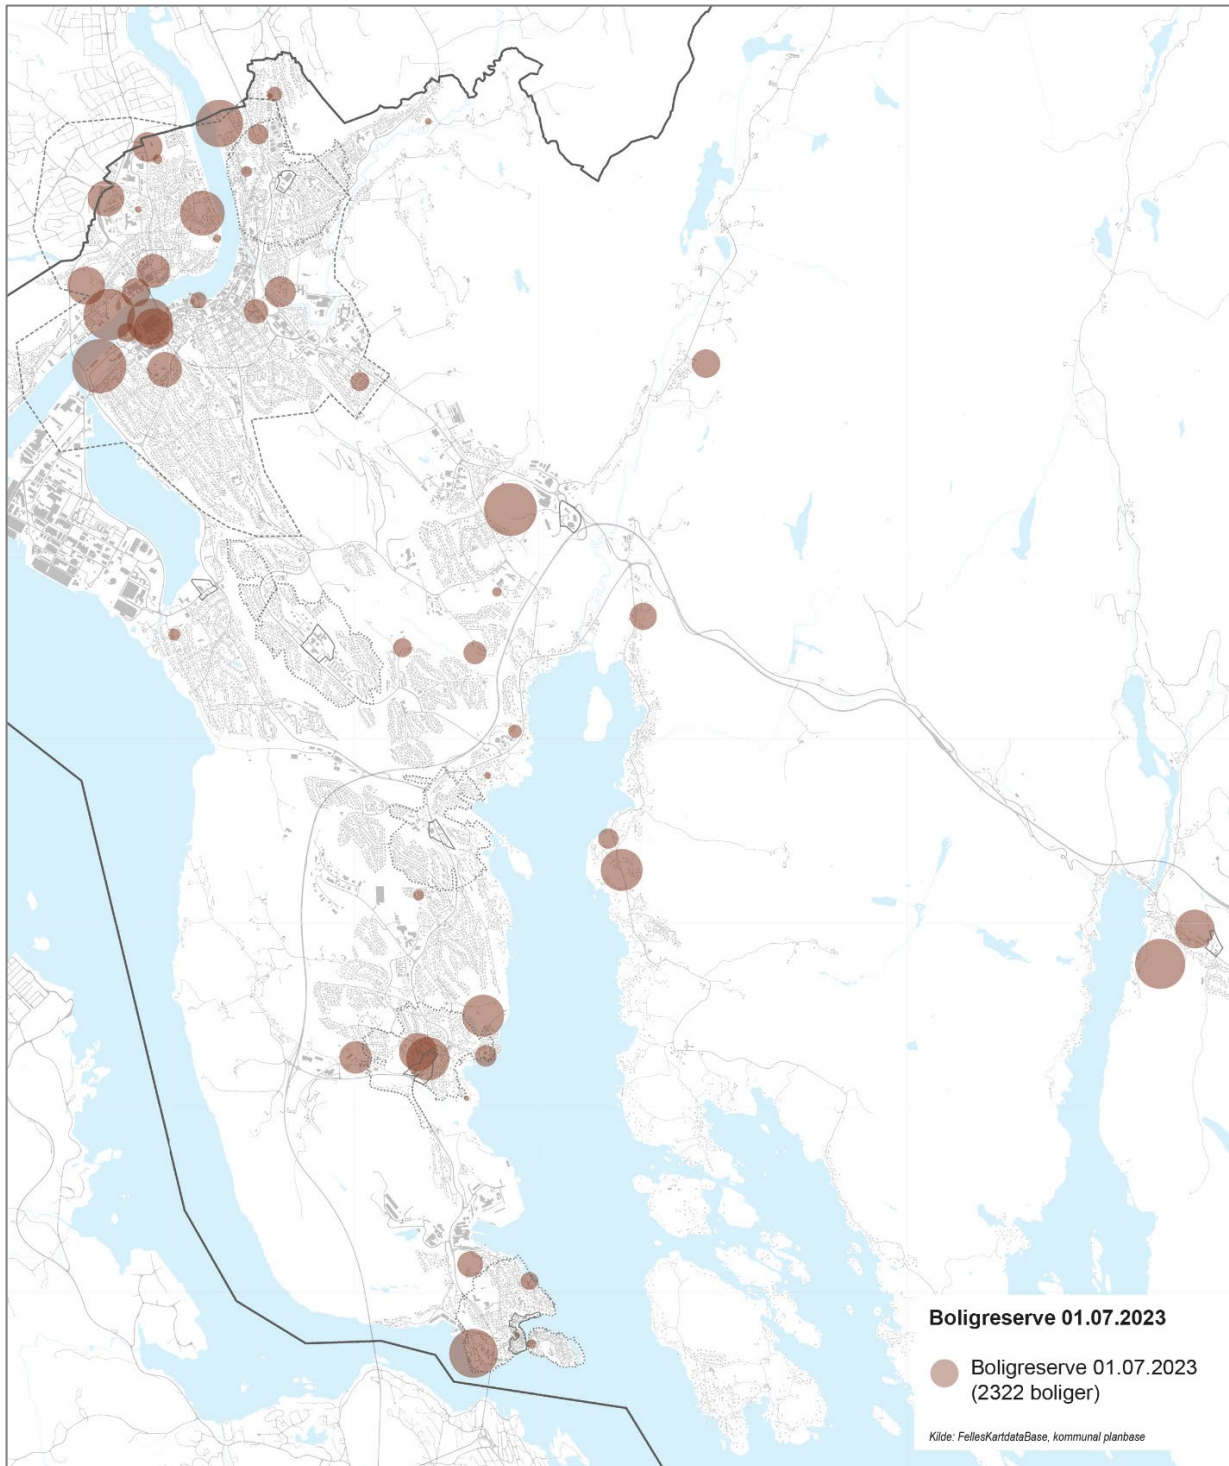 Boligreserve 01.07.2023
Boligreserve 01.07.2023
(2322 boliger)
Kilde: FellesKartdataBase, kommunal planbase